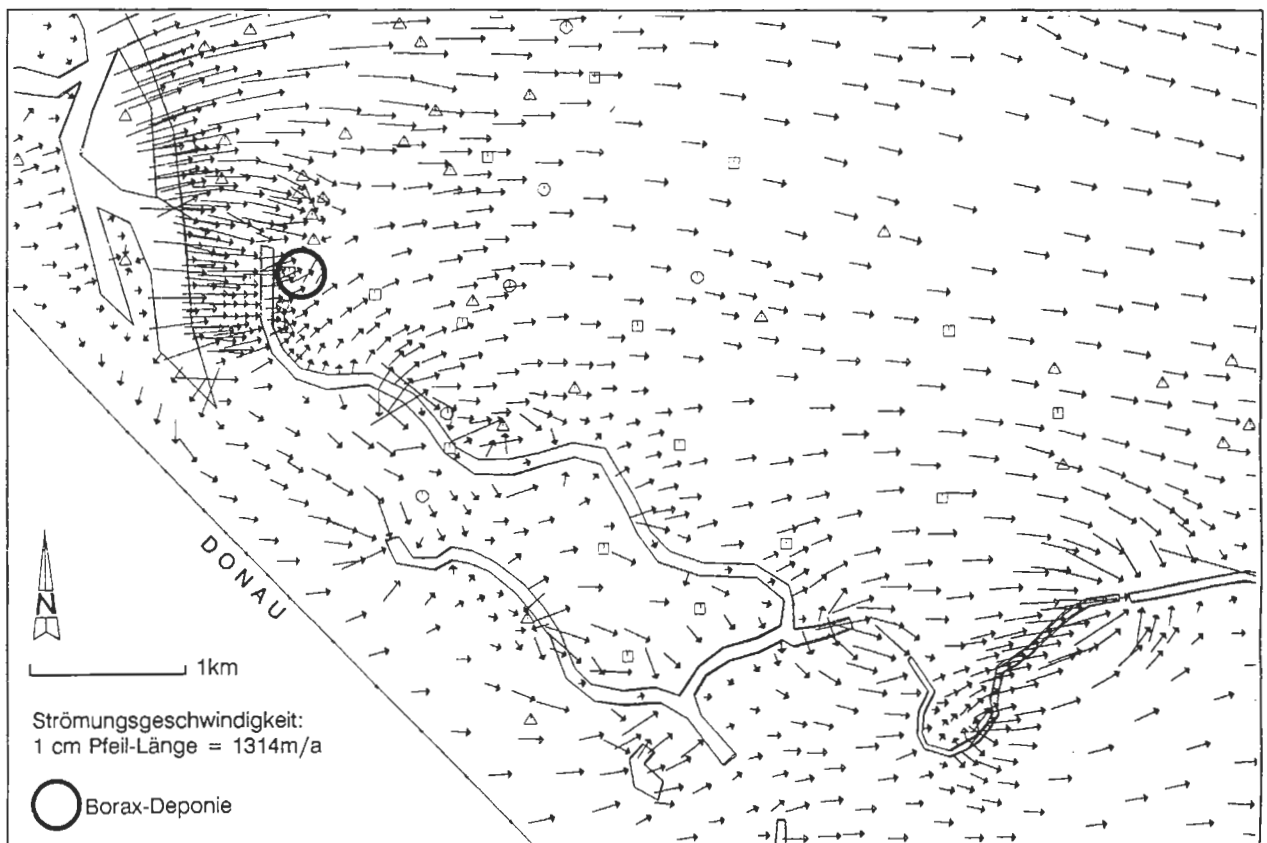 DONAU
N
1km
Strömungsgeschwindigkeit:
1 cm Pfeil-Länge = 1314m/a
Borax-Deponie